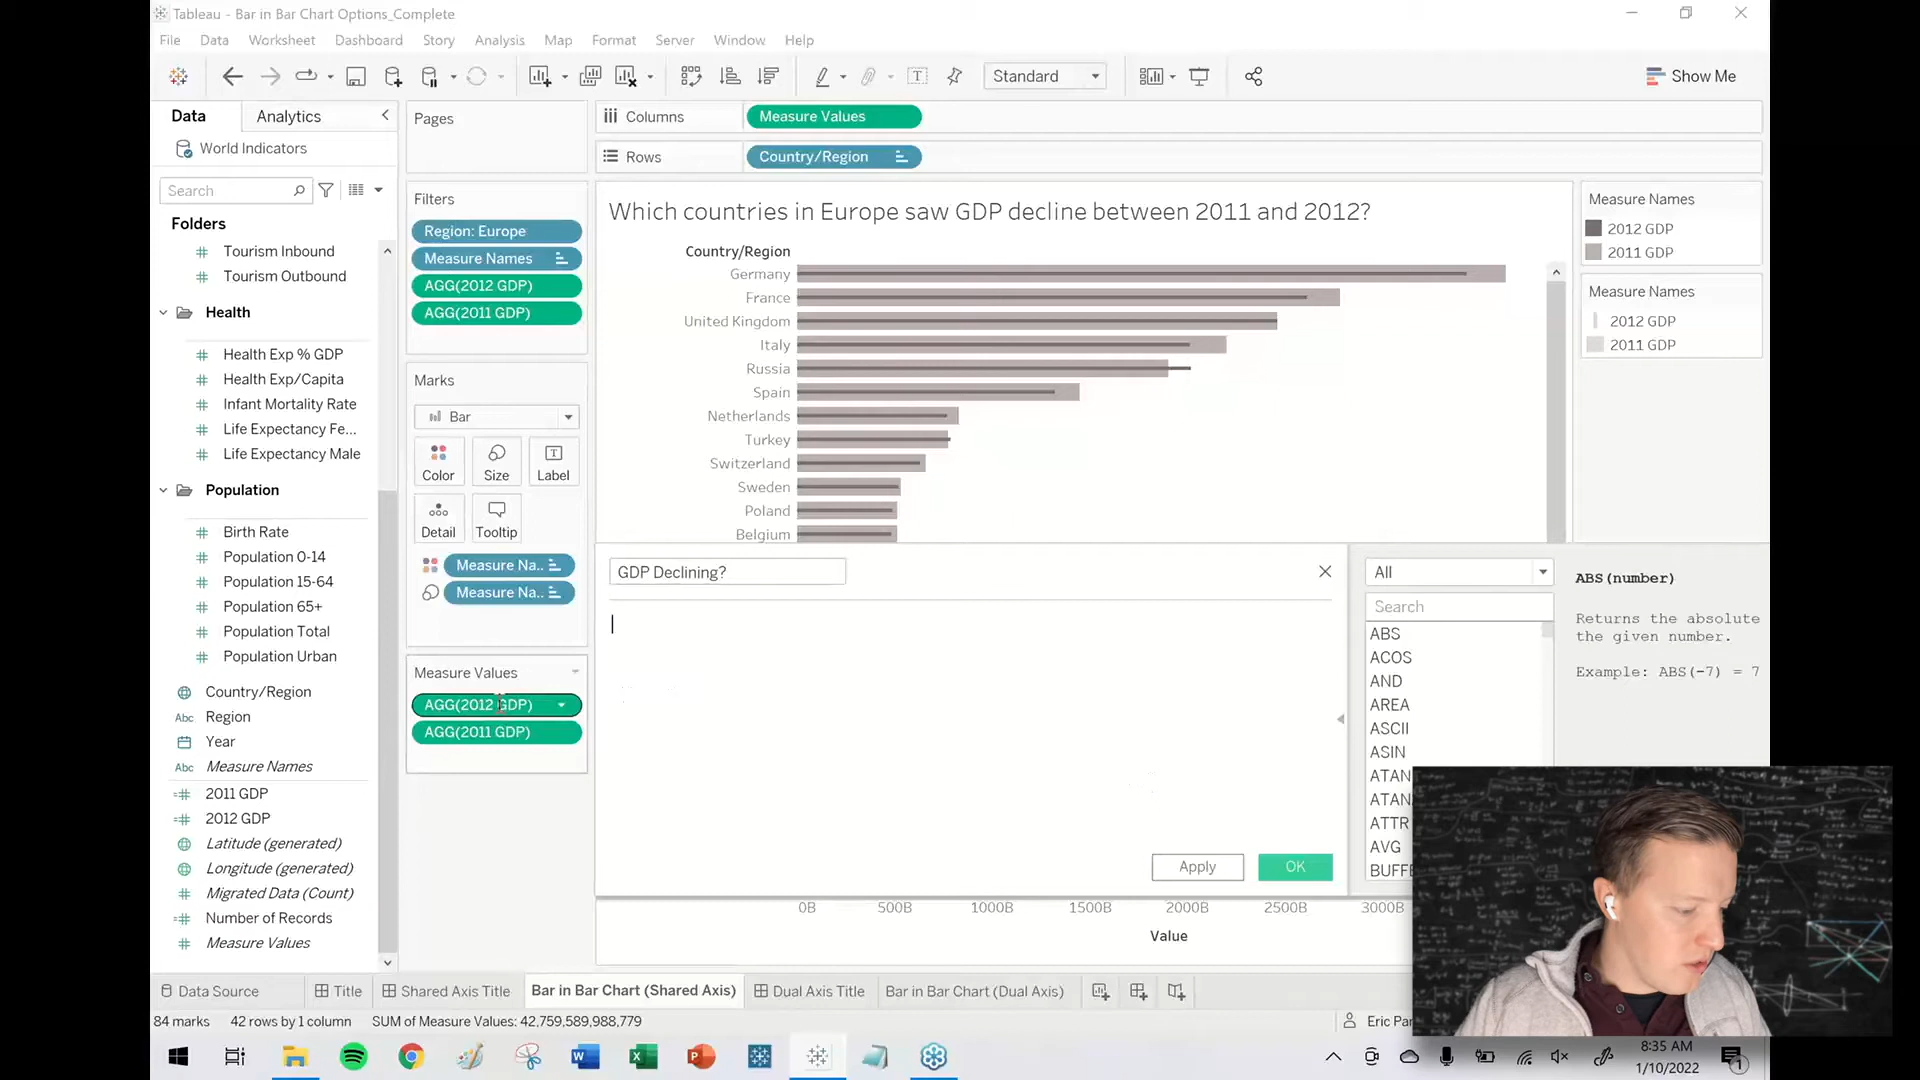 Tableau - Bar in Bar Chart Options_Complete
File Data Worksheet Dashboard Story Analysis Map Format Server Window Help
Standard
Show Me
Data
Analytics
World Indicators
Search
Folders
Tourism Inbound
Tourism Outbound
Health
Health Exp % GDP
Health Exp/Capita
Infant Mortality Rate
Life Expectancy Fe...
Life Expectancy Male
Population
Birth Rate
Population 0-14
Population 15-64
Population 65+
Population Total
Population Urban
Country/Region
Abc Region
Year
Abc Measure Names
2011 GDP
2012 GDP
Latitude (generated)
Longitude (generated)
Migrated Data (Count)
Number of Records
Measure Values
Pages
Filters
Region: Europe
Measure Names
AGG(2012 GDP)
AGG(2011 GDP)
Marks
Bar
Color
Size
Label
Detail
Tooltip
Measure Na..
Measure Na..
Measure Values
AGG(2012 GDP)
AGG(2011 GDP)
Columns
Measure Values
Rows
Country/Region
Which countries in Europe saw GDP decline between 2011 and 2012?
Country/Region
Germany
France
United Kingdom
Italy
Russia
Spain
Netherlands
Turkey
Switzerland
Sweden
Poland
Belgium
Measure Names
2012 GDP
2011 GDP
Measure Names
2012 GDP
2011 GDP
GDP Declining?
Apply
OK
All
Search
ABS
ACOS
AND
AREA
ASCII
ASIN
ATAN
ATAN
ATTR
AVG
BUFFE
ABS(number)
Returns the absolute
the given number.
Example: ABS(-7) = 7
0B 500B 1000B 1500B 2000B 2500B 3000B
Value
Data Source
Title
Shared Axis Title
Bar in Bar Chart (Shared Axis)
Dual Axis Title
Bar in Bar Chart (Dual Axis)
84 marks 42 rows by 1 column SUM of Measure Values: 42,759,589,988,779
Eric Par
8:35 AM
1/10/2022
1